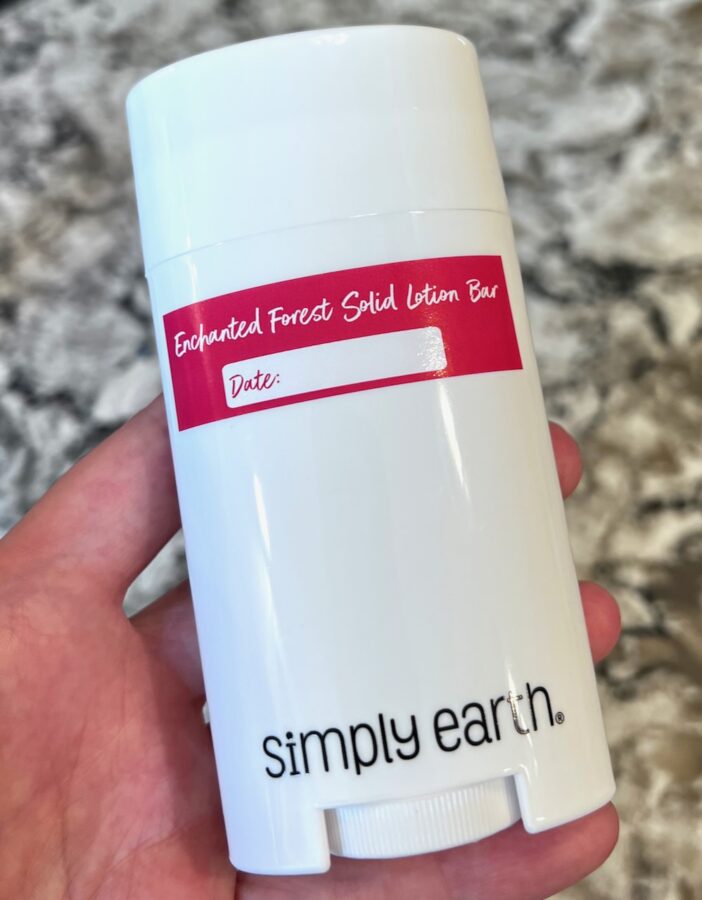 Enchanted Forest Solid Lotion Bar
Date:
simply earth®